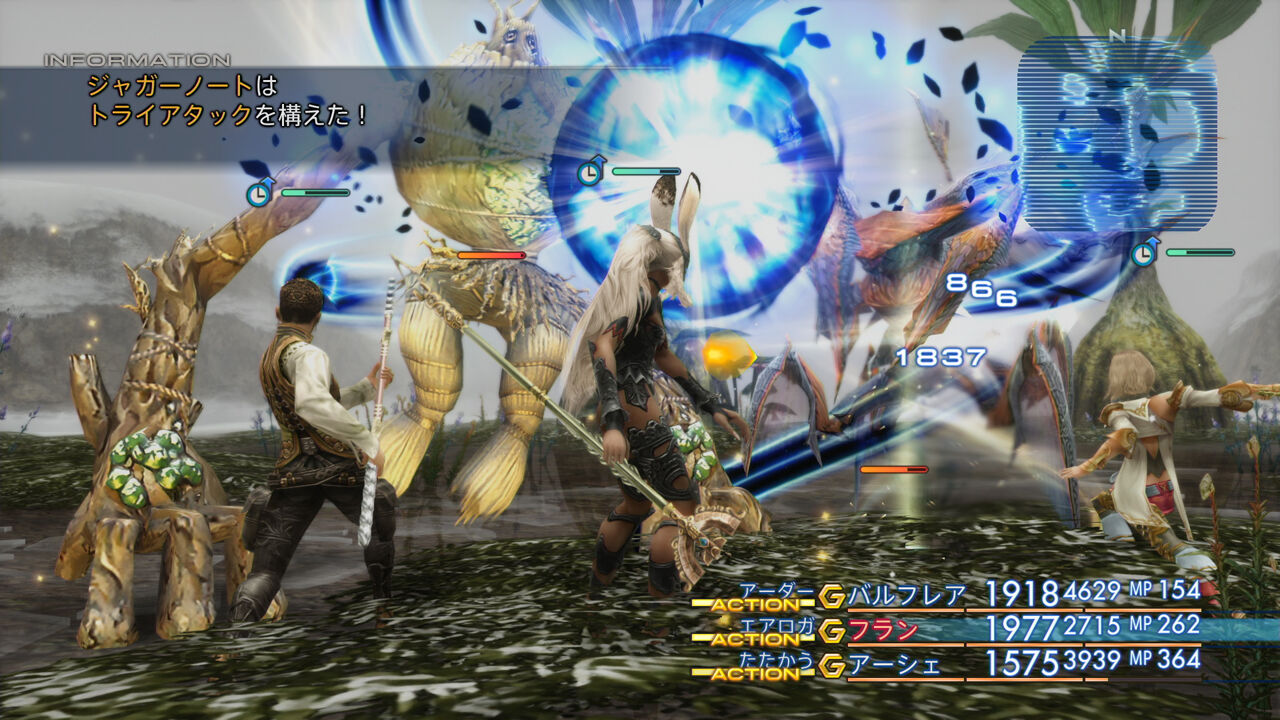 INFORMATION
ジャガーノートは
トライアタックを構えた！
N
866
1837
アーダー
ACTION G バルフレア 1918 4629 MP 154
エアロガ
ACTION G フラン 1977 2715 MP 262
たたかう
ACTION G アーシェ 1575 3939 MP 364